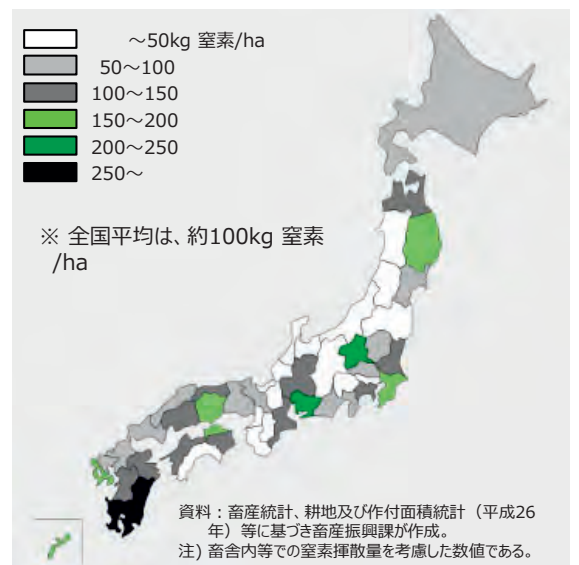 ～50kg 窒素/ha
50～100
100～150
150～200
200～250
250～
※ 全国平均は、約100kg 窒素
/ha
資料：畜産統計、耕地及び作付面積統計（平成26
年）等に基づき畜産振興課が作成。
注) 畜舎内等での窒素揮散量を考慮した数値である。